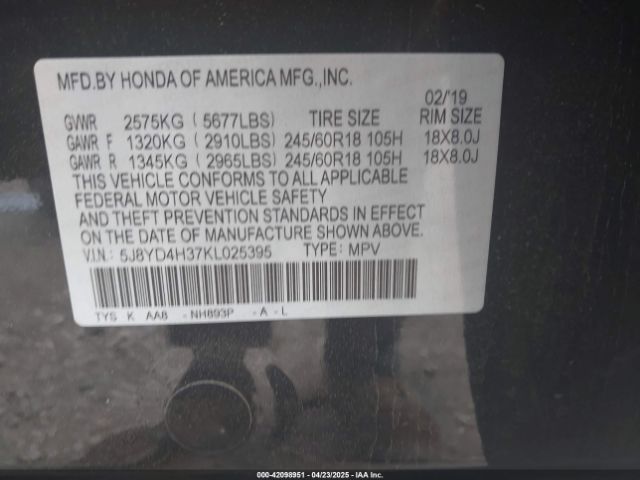 MFD.BY HONDA OF AMERICA MFG.,INC.
02/'19
GVWR 2575KG ( 5677LBS) TIRE SIZE RIM SIZE
GAWR F 1320KG ( 2910LBS) 245/60R18 105H 18X8.0J
GAWR R 1345KG ( 2965LBS) 245/60R18 105H 18X8.0J
THIS VEHICLE CONFORMS TO ALL APPLICABLE
FEDERAL MOTOR VEHICLE SAFETY
AND THEFT PREVENTION STANDARDS IN EFFECT
ON THE DATE OF MANUFACTURE SHOWN ABOVE.
V.I.N: 5J8YD4H37KL025395 TYPE: MPV
TYS K AA8 - NH893P - A - L
000-42098951 - 04/23/2025 - IAA Inc.